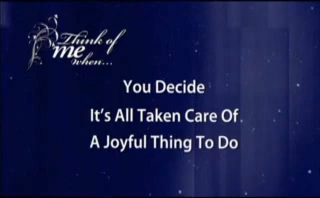 Think of
me
when...
You Decide
It's All Taken Care Of
A Joyful Thing To Do